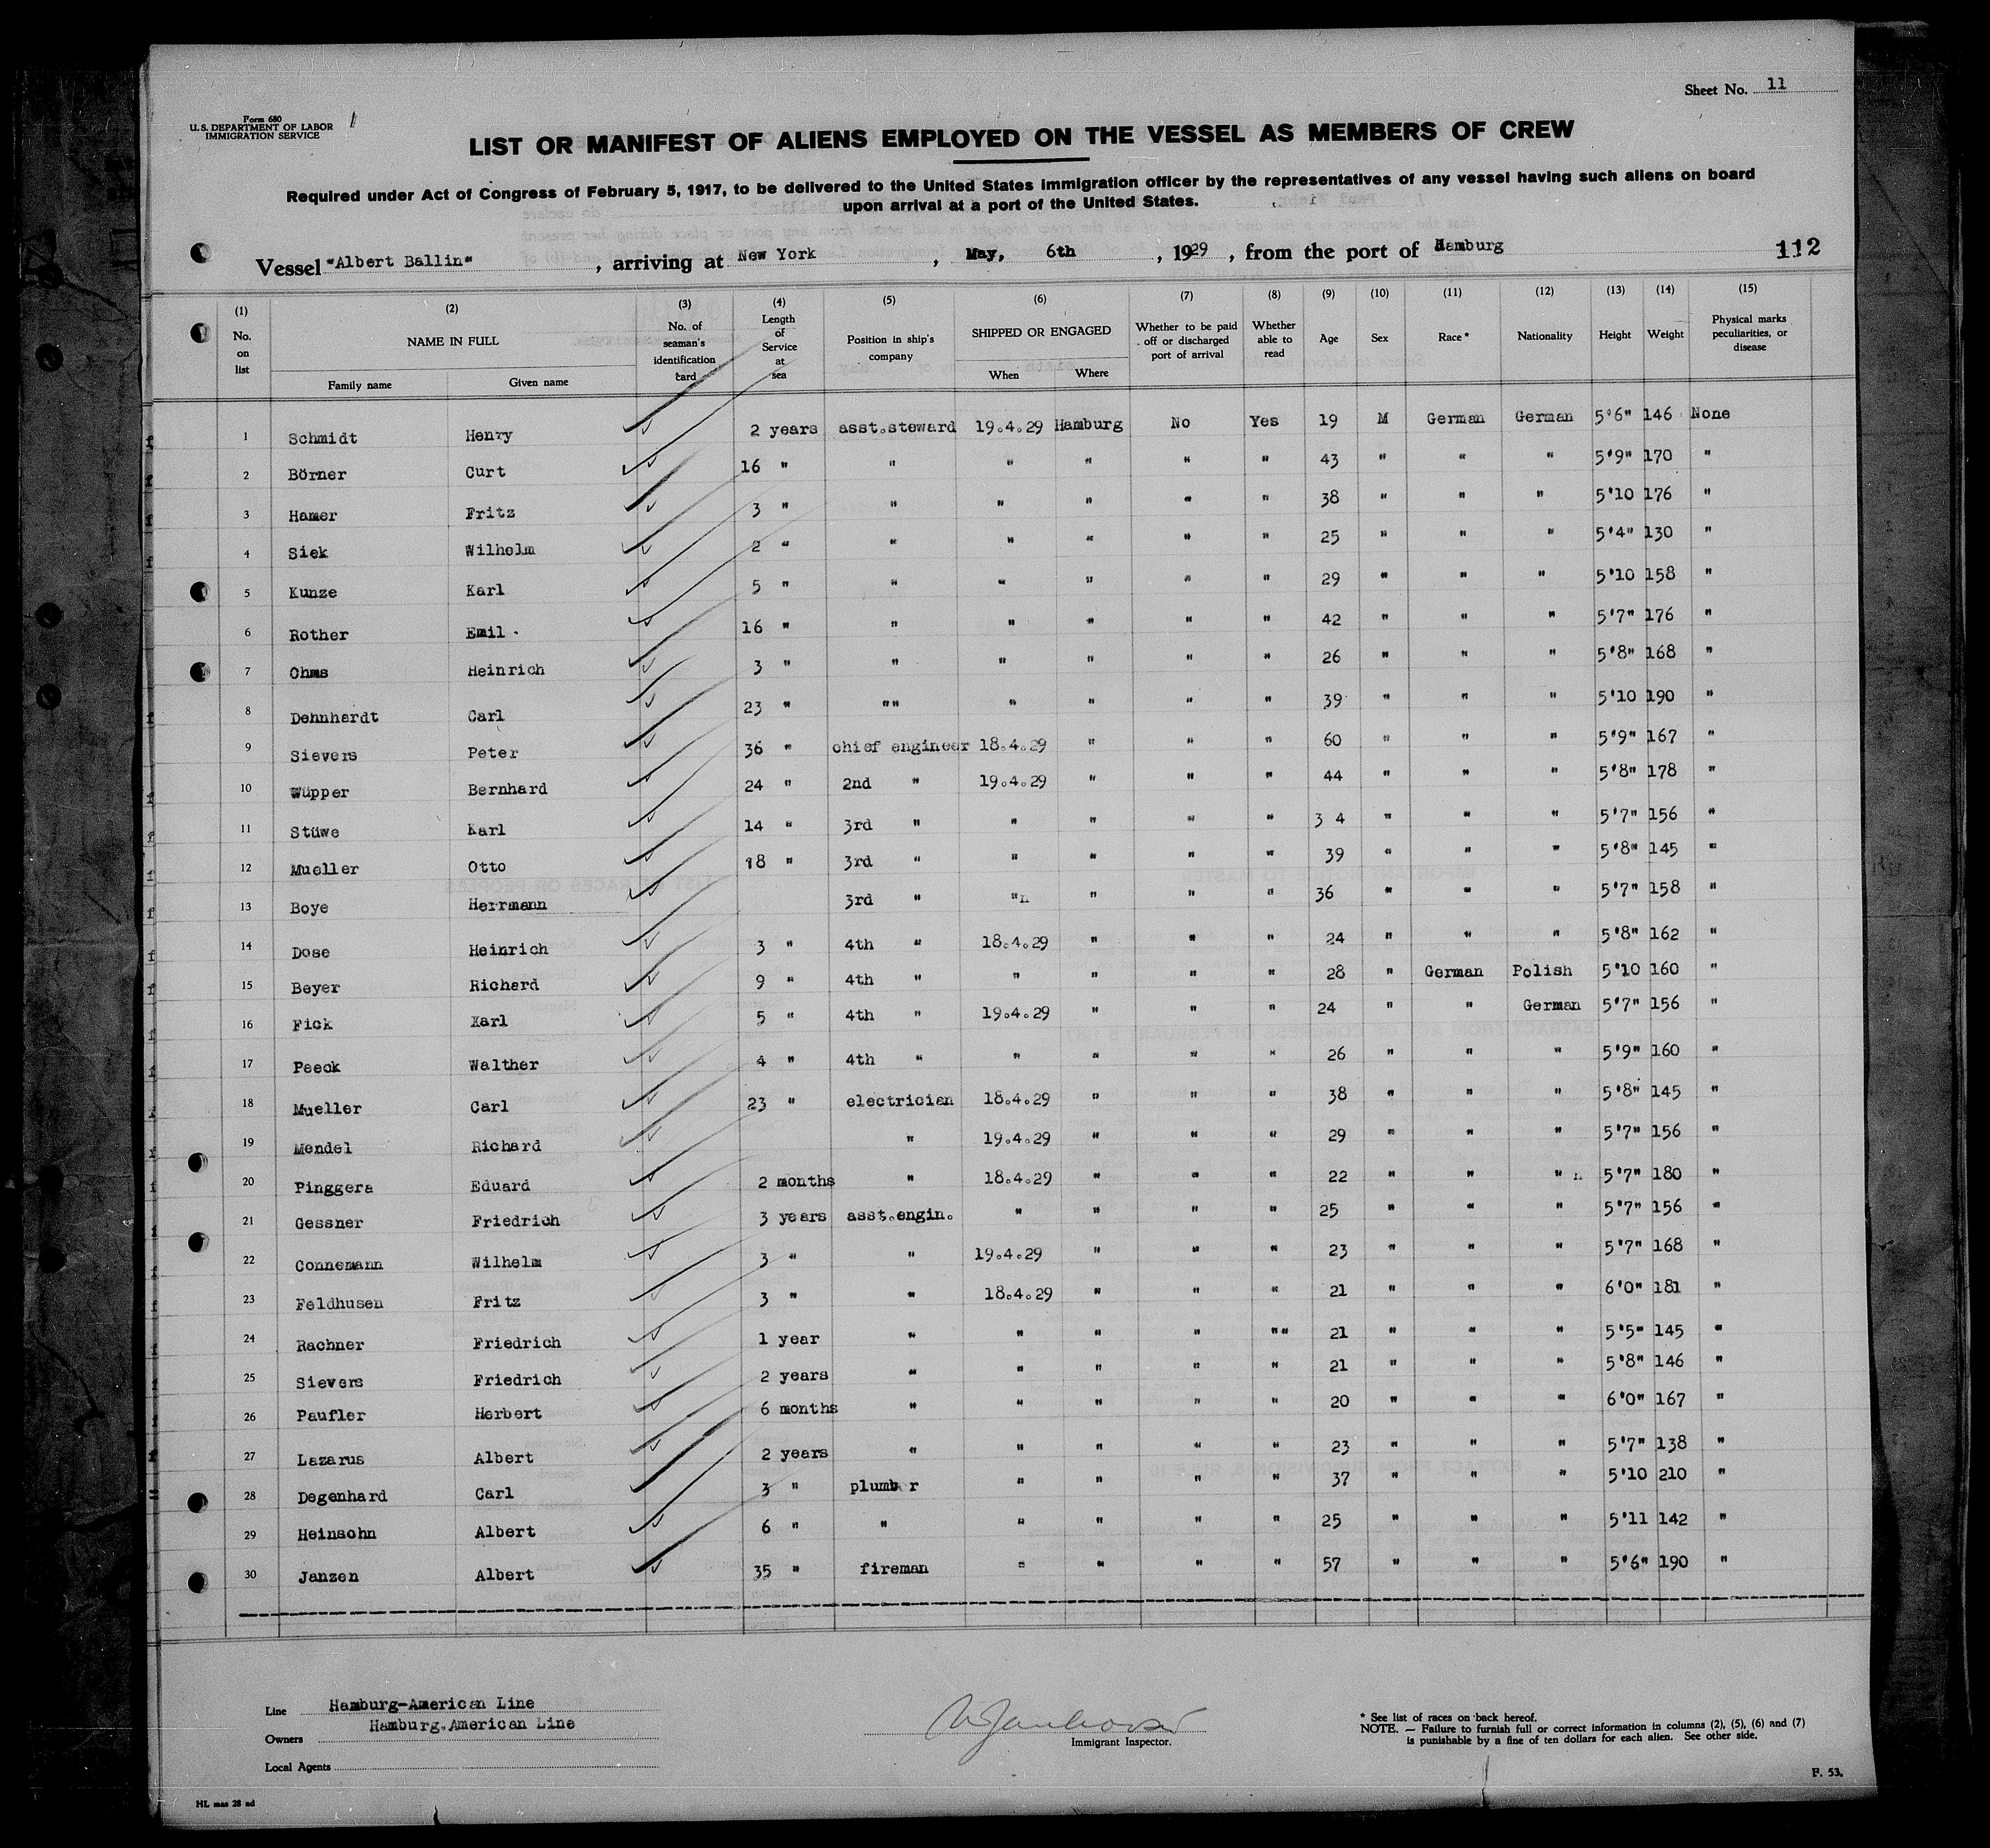 Sheet No. 11
Form 680
U.S. DEPARTMENT OF LABOR
IMMIGRATION SERVICE
LIST OR MANIFEST OF ALIENS EMPLOYED ON THE VESSEL AS MEMBERS OF CREW
Required under Act of Congress of February 5, 1917, to be delivered to the United States immigration officer by the representatives of any vessel having such aliens on board
upon arrival at a port of the United States.
Vessel "Albert Ballin" , arriving at New York , May, 6th , 1929 , from the port of Hamburg 112
(1) (2) (3) (4) (5) (6) (7) (8) (9) (10) (11) (12) (13) (14) (15)
No. on list NAME IN FULL Family name Given name No. of seaman's identification card Length of Service at sea Position in ship's company SHIPPED OR ENGAGED When Where Whether to be paid off or discharged port of arrival Whether able to read Age Sex Race* Nationality Height Weight Physical marks peculiarities, or disease
1 Schmidt Henry 2 years asst.steward 19.4.29 Hamburg No Yes 19 M German German 5'6" 146 None
2 Börner Curt 16 " " " " " " 43 " " " 5'9" 170 "
3 Hamer Fritz 3 " " " " " " 38 " " " 5'10 176 "
4 Siek Wilhelm 2 " " " " " " 25 " " " 5'4" 130 "
5 Kunze Karl 5 " " " " " " 29 " " " 5'10 158 "
6 Rother Emil. 16 " " " " " " 42 " " " 5'7" 176 "
7 Ohms Heinrich 3 " " " " " " 26 " " " 5'8" 168 "
8 Dehnhardt Carl 23 " "" " " " " 39 " " " 5'10 190 "
9 Sievers Peter 36 " chief engineer 18.4.29 " " " 60 " " " 5'9" 167 "
10 Wüpper Bernhard 24 " 2nd " 19.4.29 " " " 44 " " " 5'8" 178 "
11 Stüwe Karl 14 " 3rd " " " " " 3 4 " " " 5'7" 156 "
12 Mueller Otto 18 " 3rd " " " " " 39 " " " 5'8" 145 "
13 Boye Herrmann 3rd " " " " " 36 " " " 5'7" 158 "
14 Dose Heinrich 3 " 4th " 18.4.29 " " " 24 " " " 5'8" 162 "
15 Beyer Richard 9 " 4th " " " " " 28 " German Polish 5'10 160 "
16 Fick Karl 5 " 4th " 19.4.29 " " " 24 " " German 5'7" 156 "
17 Peeck Walther 4 " 4th " " " " " 26 " " " 5'9" 160 "
18 Mueller Carl 23 " electrician 18.4.29 " " " 38 " " " 5'8" 145 "
19 Mendel Richard " 19.4.29 " " " 29 " " " 5'7" 156 "
20 Pinggera Eduard 2 months " 18.4.29 " " " 22 " " " 5'7" 180 "
21 Gessner Friedrich 3 years asst.engin. " " " " 25 " " " 5'7" 156 "
22 Connemann Wilhelm 3 " " 19.4.29 " " " 23 " " " 5'7" 168 "
23 Feldhusen Fritz 3 " " 18.4.29 " " " 21 " " " 6'0" 181 "
24 Rachner Friedrich 1 year " " " " "" 21 " " " 5'5" 145 "
25 Sievers Friedrich 2 years " " " " " 21 " " " 5'8" 146 "
26 Paufler Herbert 6 months " " " " " 20 " " " 6'0" 167 "
27 Lazarus Albert 2 years " " " " " 23 " " " 5'7" 138 "
28 Degenhard Carl 3 " plumb r " " " " 37 " " " 5'10 210 "
29 Heinsohn Albert 6 " " " " " " 25 " " " 5'11 142 "
30 Janzen Albert 35 " fireman " " " " 57 " " " 5'6" 190 "
Line Hamburg-American Line
Owners Hamburg.American Line
Local Agents
Immigrant Inspector.
* See list of races on back hereof.
NOTE. — Failure to furnish full or correct information in columns (2), (5), (6) and (7)
is punishable by a fine of ten dollars for each alien. See other side.
F. 53.
HL mas 28 ad